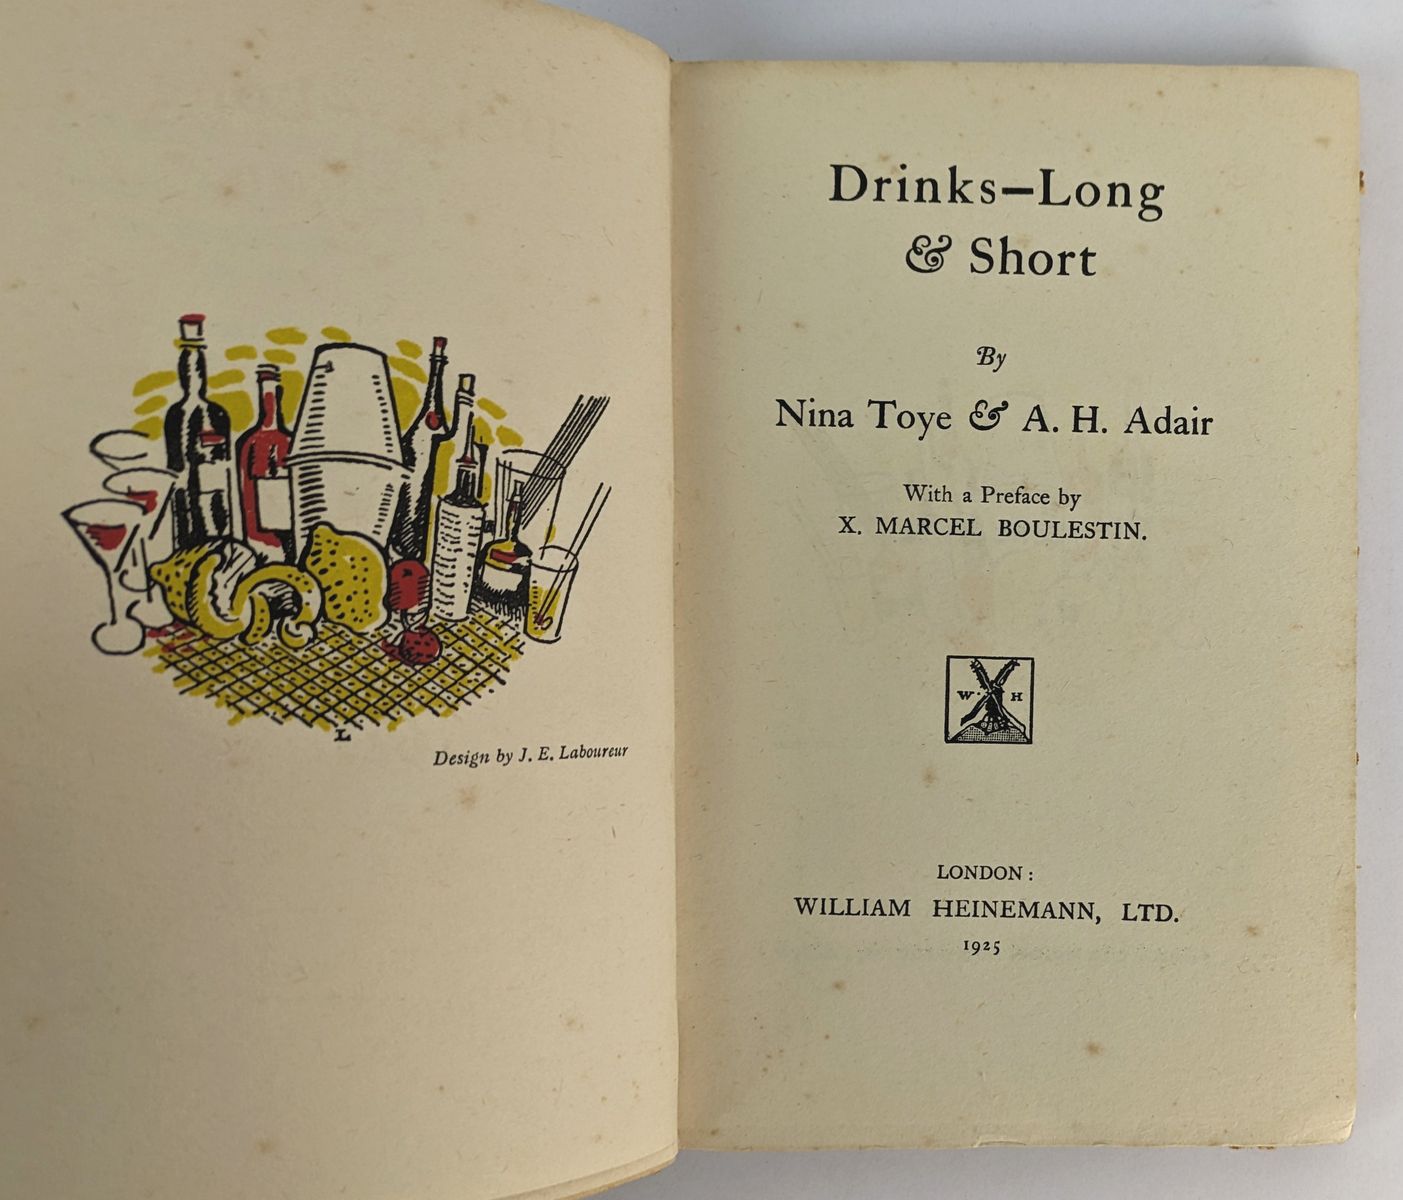 L
Design by J. E. Laboureur
Drinks—Long
& Short
By
Nina Toye & A. H. Adair
With a Preface by
X. MARCEL BOULESTIN.
W · H
LONDON:
WILLIAM HEINEMANN, LTD.
1925